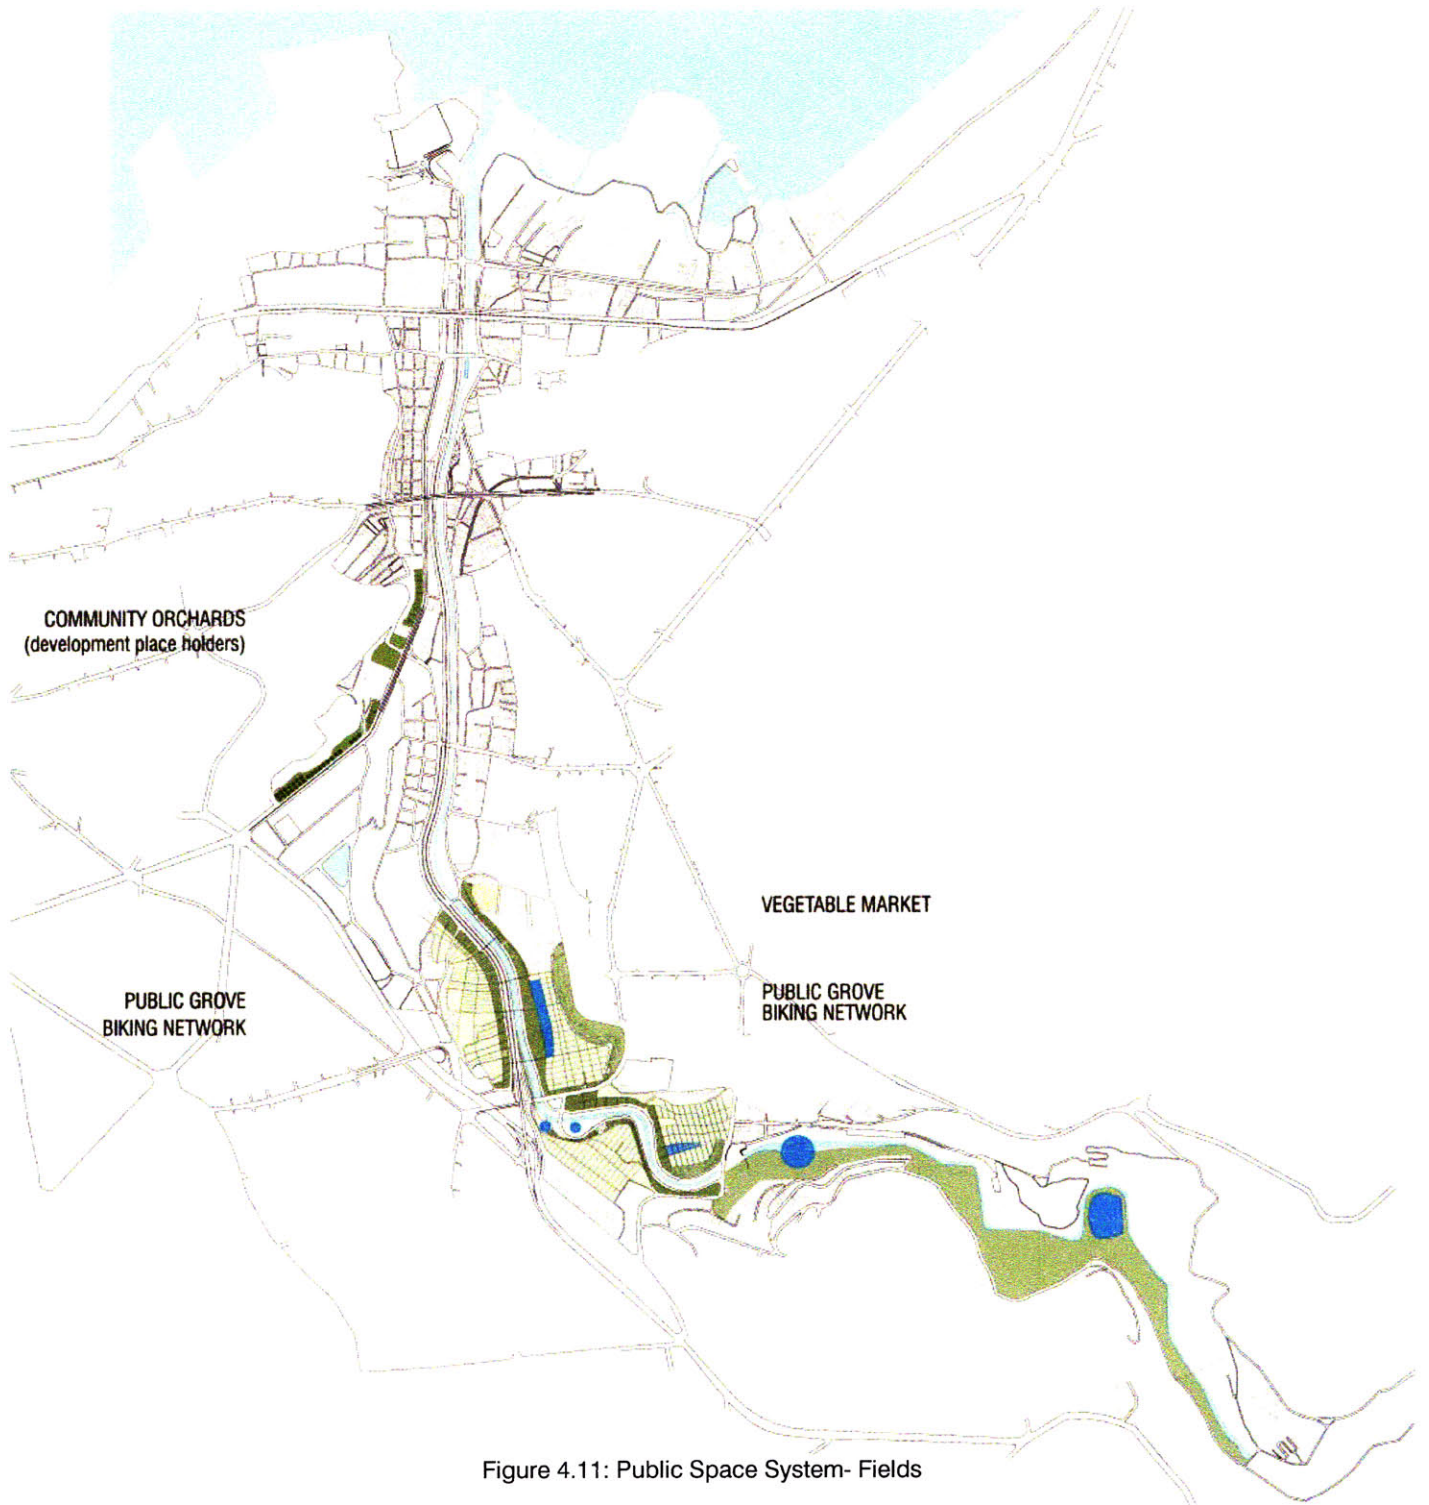 COMMUNITY ORCHARDS
(development place holders)
VEGETABLE MARKET
PUBLIC GROVE
BIKING NETWORK
PUBLIC GROVE
BIKING NETWORK
Figure 4.11: Public Space System- Fields